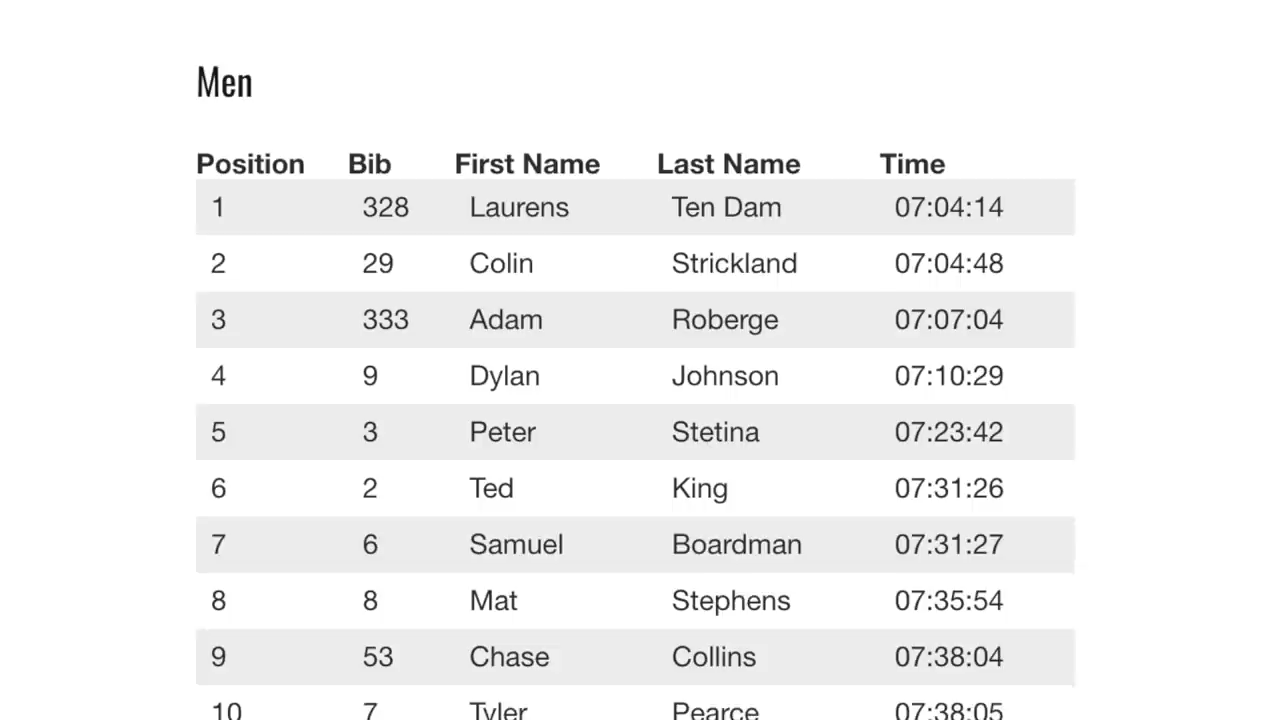 Men
Position Bib First Name Last Name Time
1 328 Laurens Ten Dam 07:04:14
2 29 Colin Strickland 07:04:48
3 333 Adam Roberge 07:07:04
4 9 Dylan Johnson 07:10:29
5 3 Peter Stetina 07:23:42
6 2 Ted King 07:31:26
7 6 Samuel Boardman 07:31:27
8 8 Mat Stephens 07:35:54
9 53 Chase Collins 07:38:04
10 7 Tyler Pearce 07:38:05